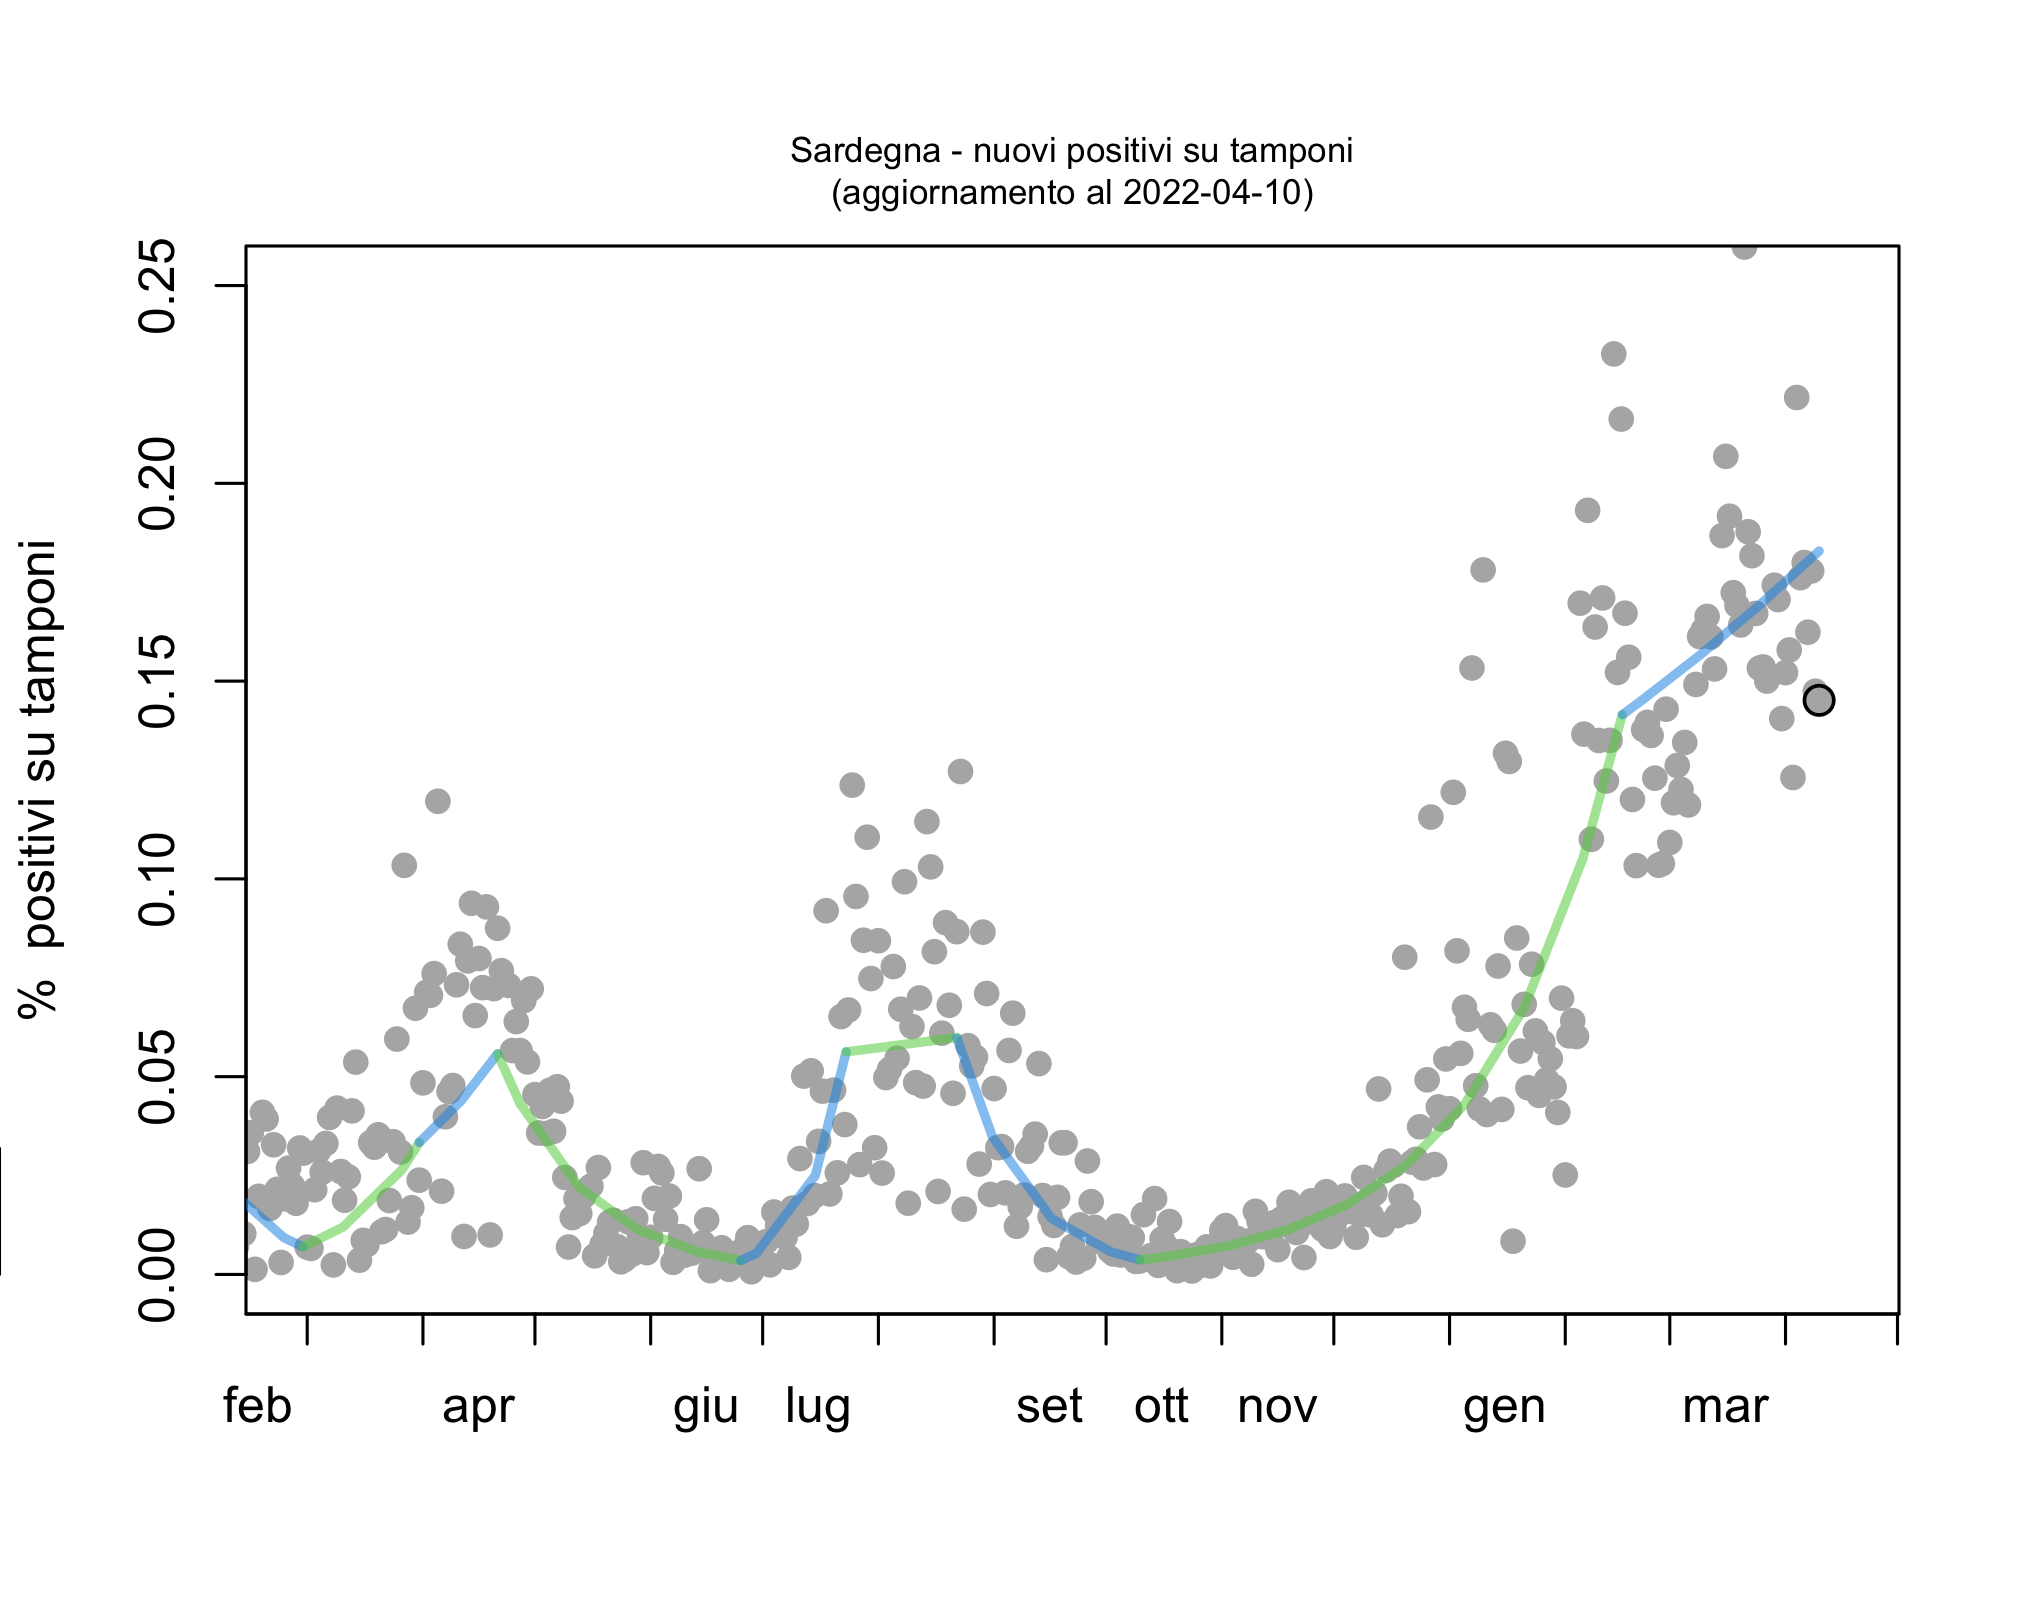 Sardegna - nuovi positivi su tamponi
(aggiornamento al 2022-04-10)
% positivi su tamponi
0.25
0.20
0.15
0.10
0.05
0.00
feb apr giu lug set ott nov gen mar